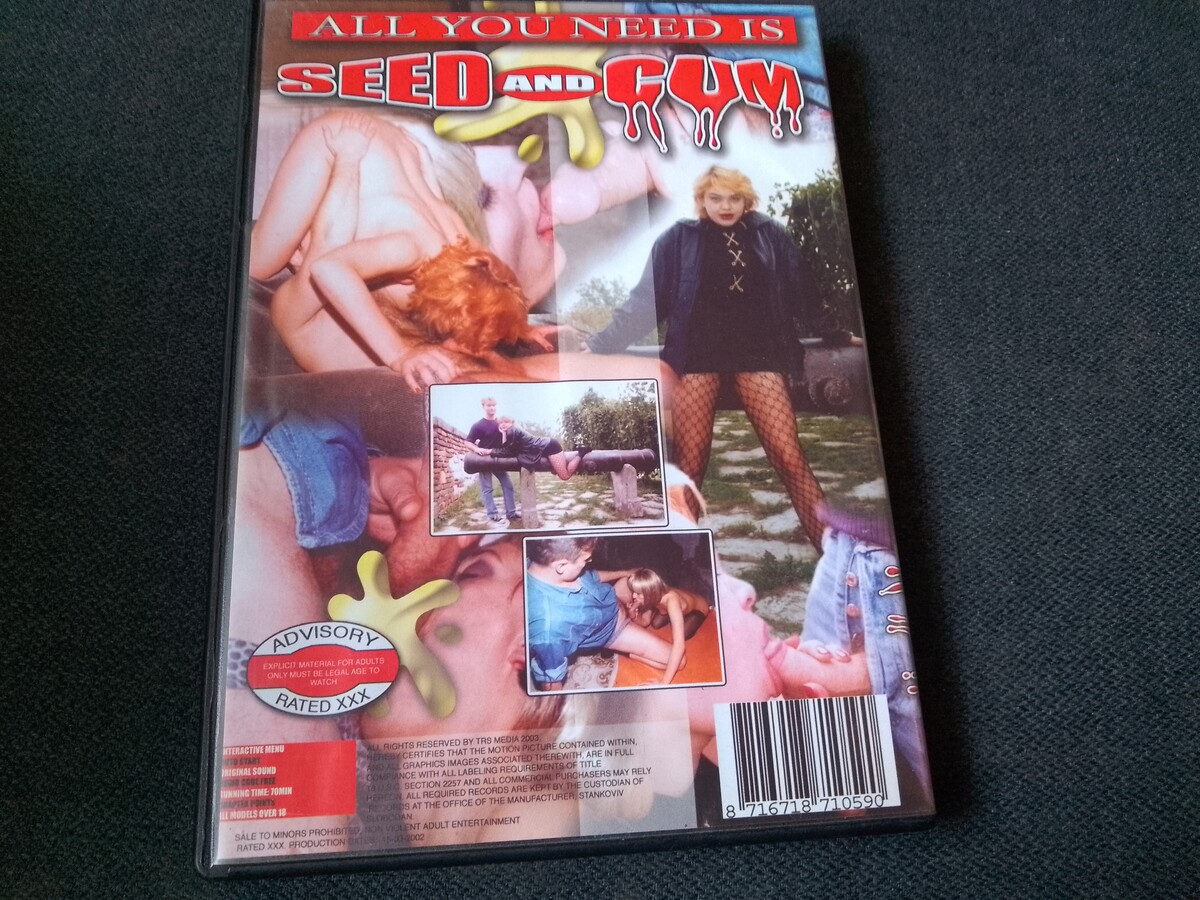 ALL YOU NEED IS
SEED AND CUM
ADVISORY
EXPLICIT MATERIAL FOR ADULTS
ONLY MUST BE LEGAL AGE TO
WATCH
RATED XXX
INTERACTIVE MENU
START
ORIGINAL SOUND
RUNNING TIME: 70MIN
POINTS
ALL MODELS OVER 18
ALL RIGHTS RESERVED BY TRS MEDIA 2003.
HEREBY CERTIFIES THAT THE MOTION PICTURE CONTAINED WITHIN,
AND ALL GRAPHICS IMAGES ASSOCIATED THEREWITH, ARE IN FULL
COMPLIANCE WITH ALL LABELING REQUIREMENTS OF TITLE
SECTION 2257 AND ALL COMMERCIAL PURCHASERS MAY RELY
ALL REQUIRED RECORDS ARE KEPT BY THE CUSTODIAN OF
RECORDS AT THE OFFICE OF THE MANUFACTURER, STANKOVIV
SLOBODAN
SALE TO MINORS PROHIBITED, NON VIOLENT ADULT ENTERTAINMENT
RATED XXX PRODUCTION
8 716718 710590